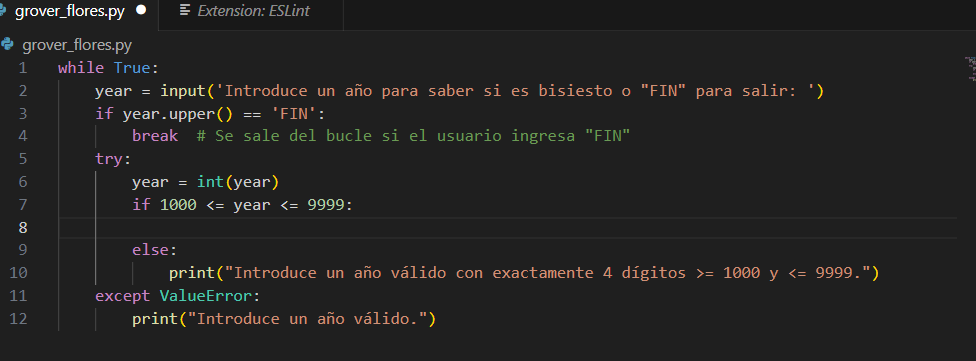 grover_flores.py ● Extension: ESLint
grover_flores.py
1 while True:
2     year = input('Introduce un año para saber si es bisiesto o "FIN" para salir: ')
3     if year.upper() == 'FIN':
4         break  # Se sale del bucle si el usuario ingresa "FIN"
5     try:
6         year = int(year)
7         if 1000 <= year <= 9999:
8
9         else:
10             print("Introduce un año válido con exactamente 4 dígitos >= 1000 y <= 9999.")
11     except ValueError:
12         print("Introduce un año válido.")